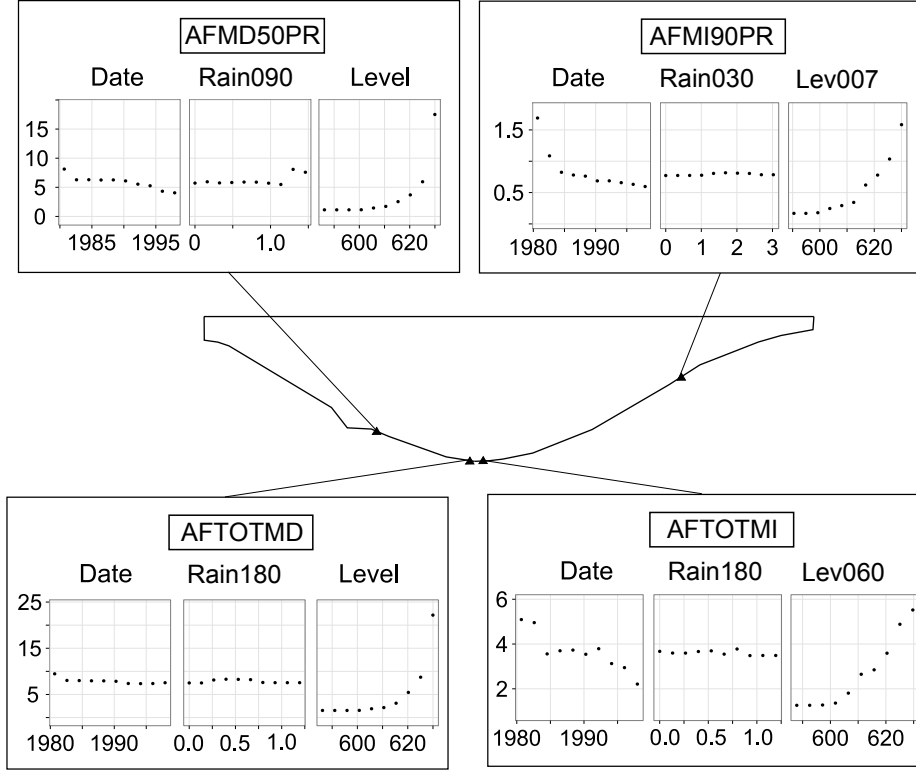 AFMD50PR
Date Rain090 Level
15
10
5
0
1985 1995 0 1.0 600 620
AFMI90PR
Date Rain030 Lev007
1.5
1.0
0.5
1980 1990 0 1 2 3 600 620
AFTOTMD
Date Rain180 Level
25
15
5
1980 1990 0.0 0.5 1.0 600 620
AFTOTMI
Date Rain180 Lev060
6
4
2
1980 1990 0.0 0.5 1.0 600 620